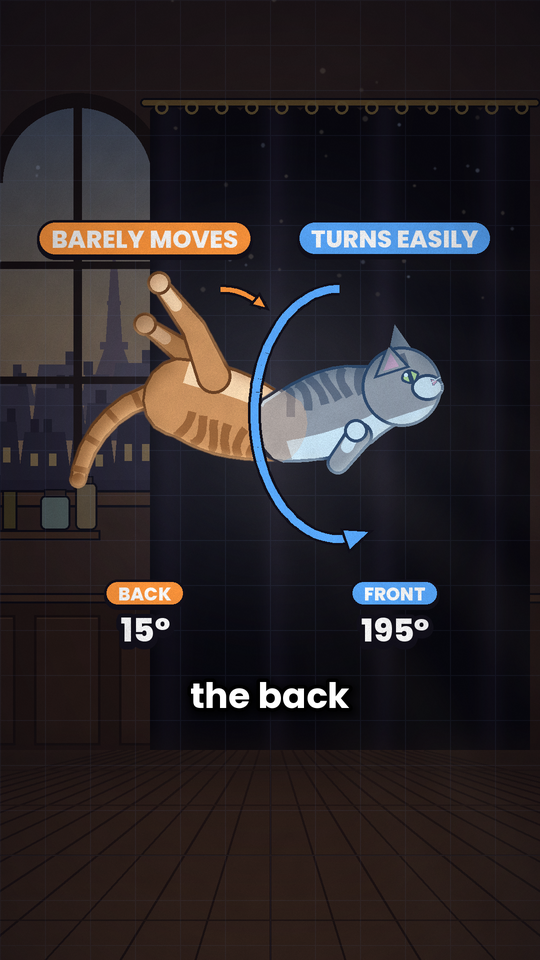 BARELY MOVES
TURNS EASILY
BACK
FRONT
15°
195°
the back